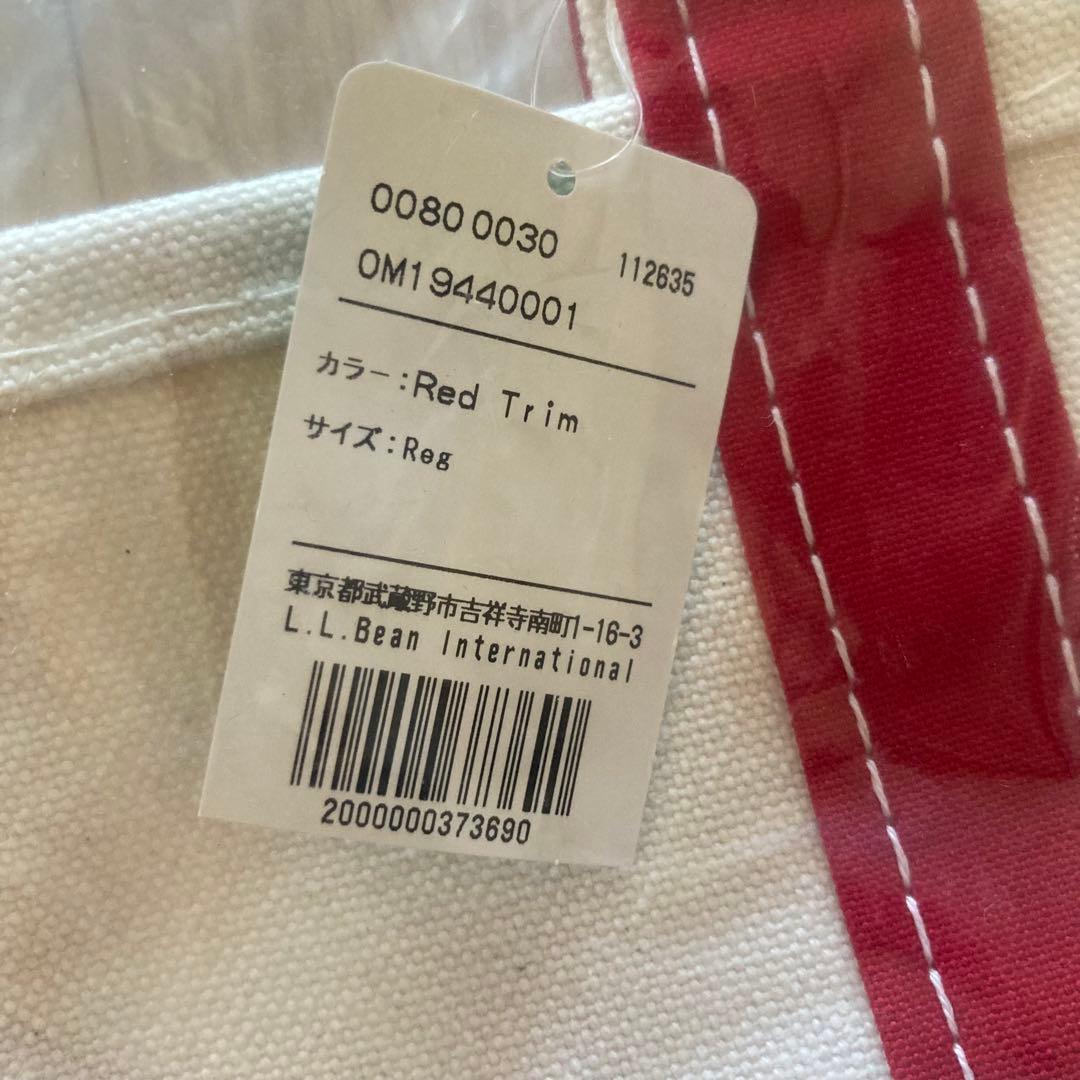 0080 0030
112635
0M19440001
カラー:Red Trim
サイズ:Reg
東京都武蔵野市吉祥寺南町1-16-3
L.L.Bean International
2000000373690